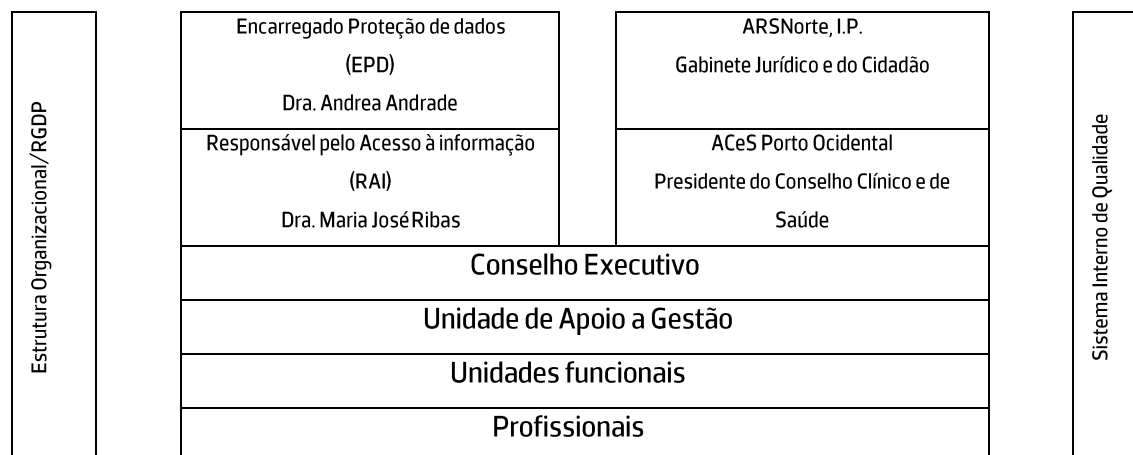 Estrutura Organizacional/RGDP
Encarregado Proteção de dados
(EPD)
Dra. Andrea Andrade
ARSNorte, I.P.
Gabinete Jurídico e do Cidadão
Responsável pelo Acesso à informação
(RAI)
Dra. Maria José Ribas
ACeS Porto Ocidental
Presidente do Conselho Clínico e de
Saúde
Conselho Executivo
Unidade de Apoio a Gestão
Unidades funcionais
Profissionais
Sistema Interno de Qualidade